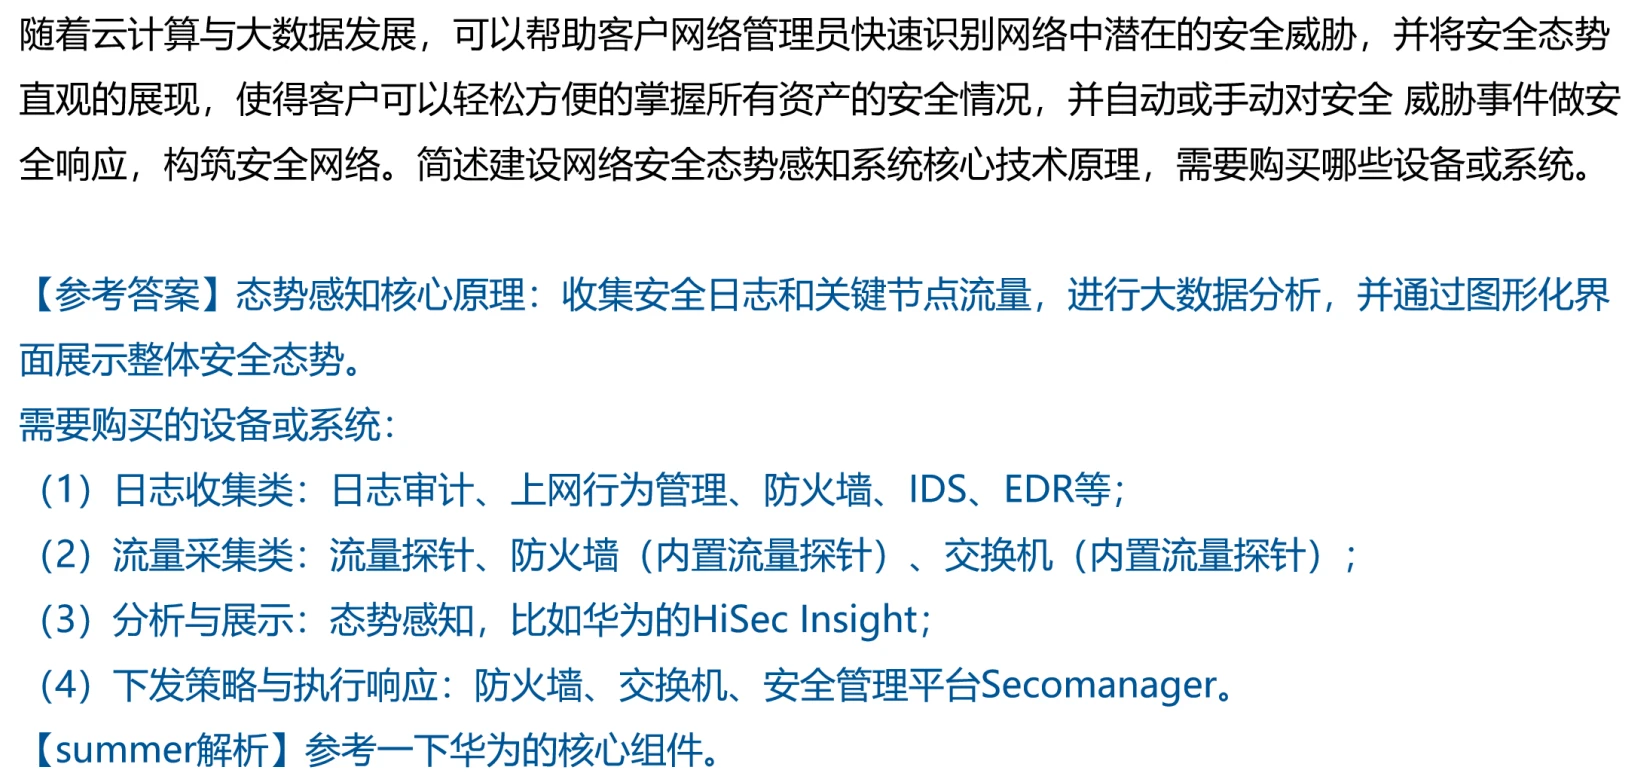 随着云计算与大数据发展，可以帮助客户网络管理员快速识别网络中潜在的安全威胁，并将安全态势
直观的展现，使得客户可以轻松方便的掌握所有资产的安全情况，并自动或手动对安全 威胁事件做安
全响应，构筑安全网络。简述建设网络安全态势感知系统核心技术原理，需要购买哪些设备或系统。
【参考答案】态势感知核心原理：收集安全日志和关键节点流量，进行大数据分析，并通过图形化界
面展示整体安全态势。
需要购买的设备或系统：
（1）日志收集类：日志审计、上网行为管理、防火墙、IDS、EDR等；
（2）流量采集类：流量探针、防火墙（内置流量探针）、交换机（内置流量探针）；
（3）分析与展示：态势感知，比如华为的HiSec Insight；
（4）下发策略与执行响应：防火墙、交换机、安全管理平台Secomanager。
【summer解析】参考一下华为的核心组件。